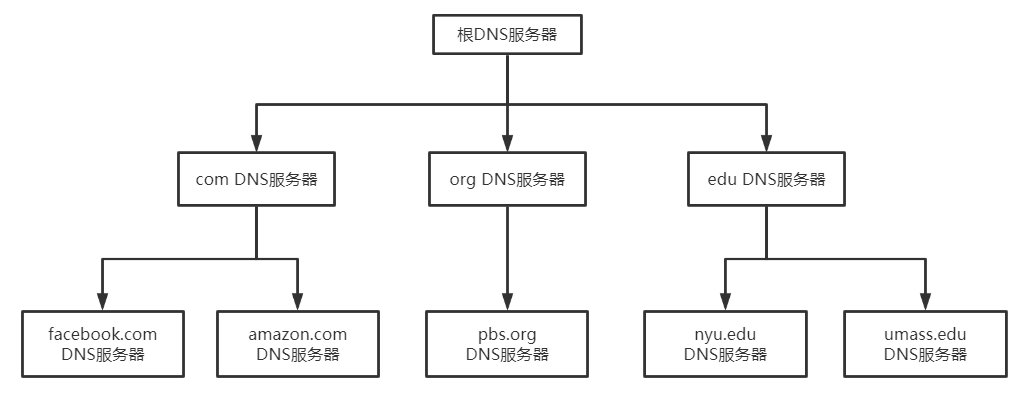 根DNS服务器
com DNS服务器
org DNS服务器
edu DNS服务器
facebook.com
DNS服务器
amazon.com
DNS服务器
pbs.org
DNS服务器
nyu.edu
DNS服务器
umass.edu
DNS服务器